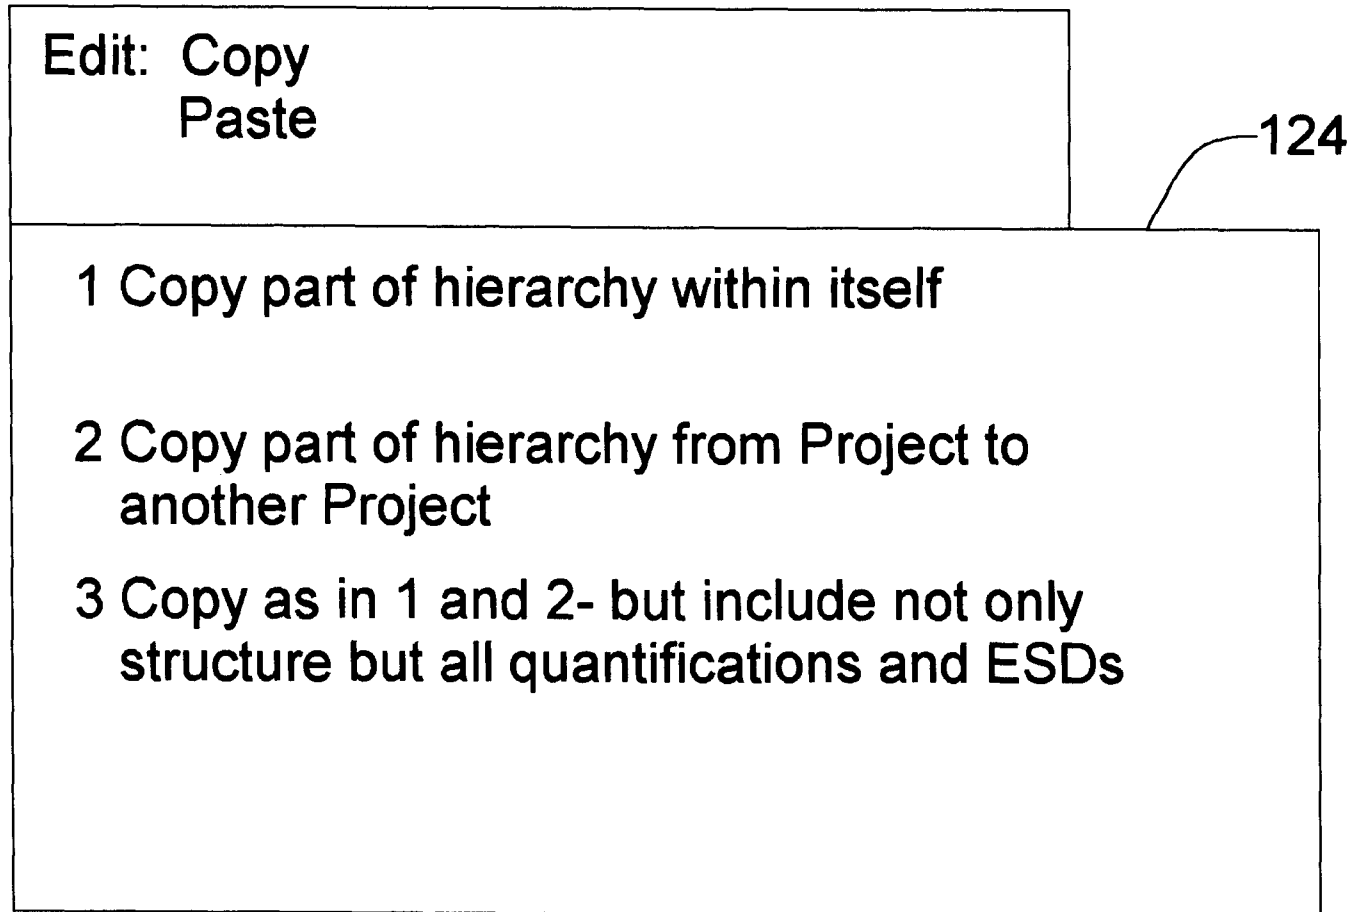 Edit: Copy
Paste
124
1 Copy part of hierarchy within itself
2 Copy part of hierarchy from Project to
another Project
3 Copy as in 1 and 2- but include not only
structure but all quantifications and ESDs